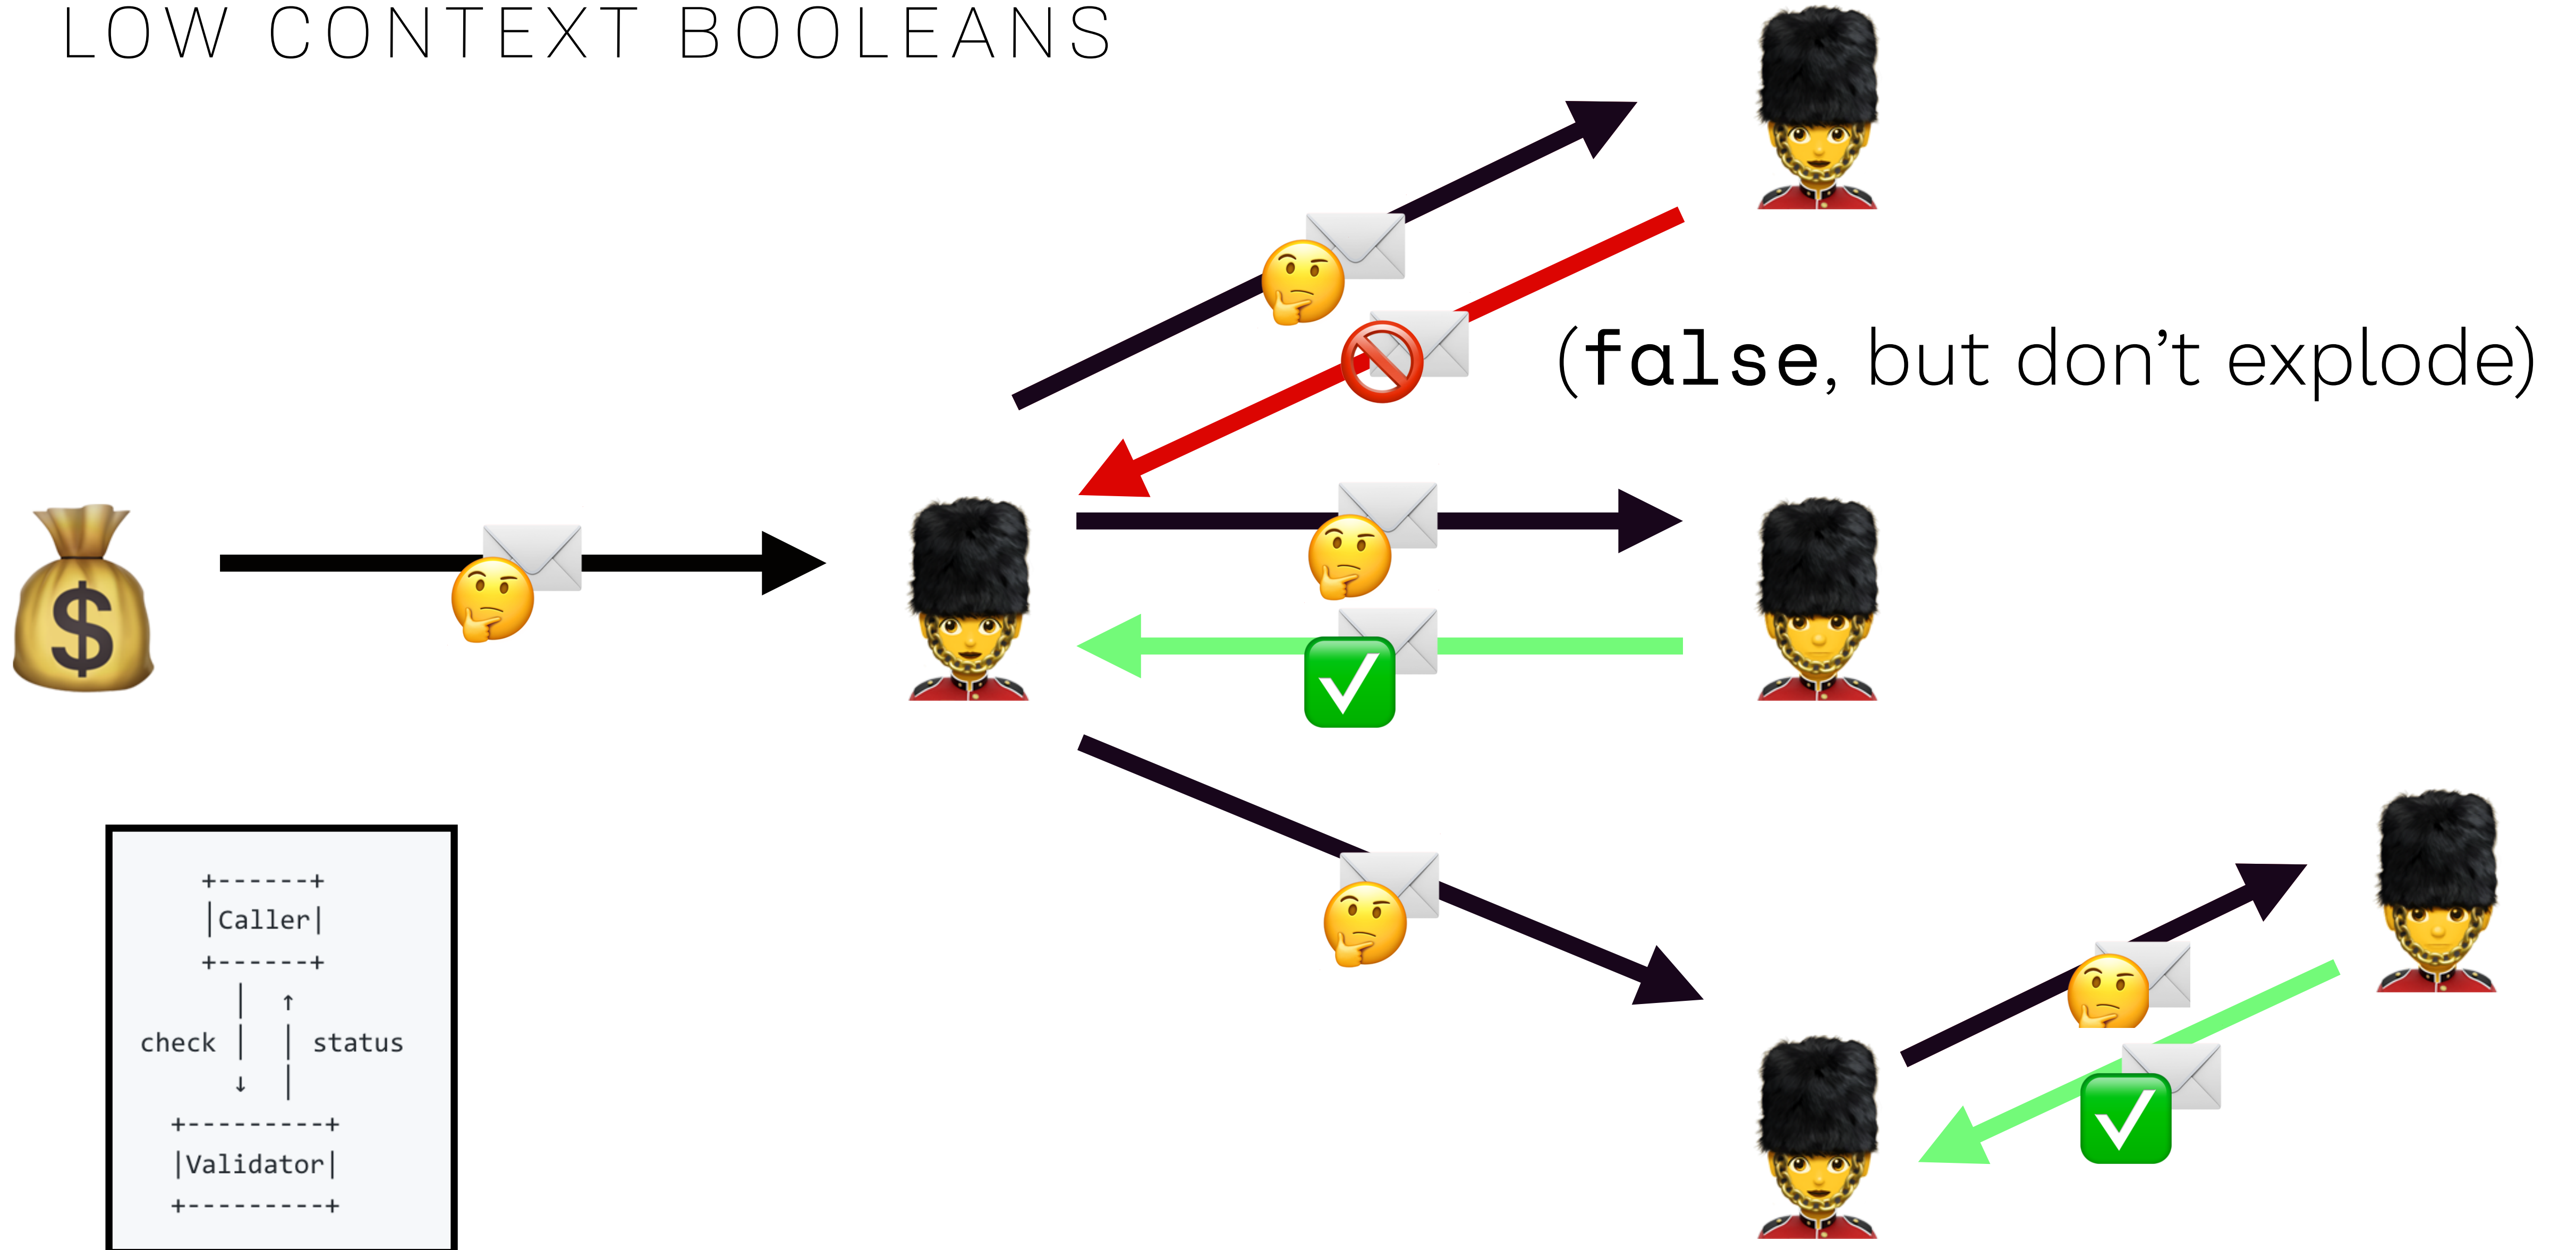 LOW CONTEXT BOOLEANS
(false, but don’t explode)
$
+------+
|Caller|
+------+
| ↑
check | | status
↓ |
+---------+
|Validator|
+---------+